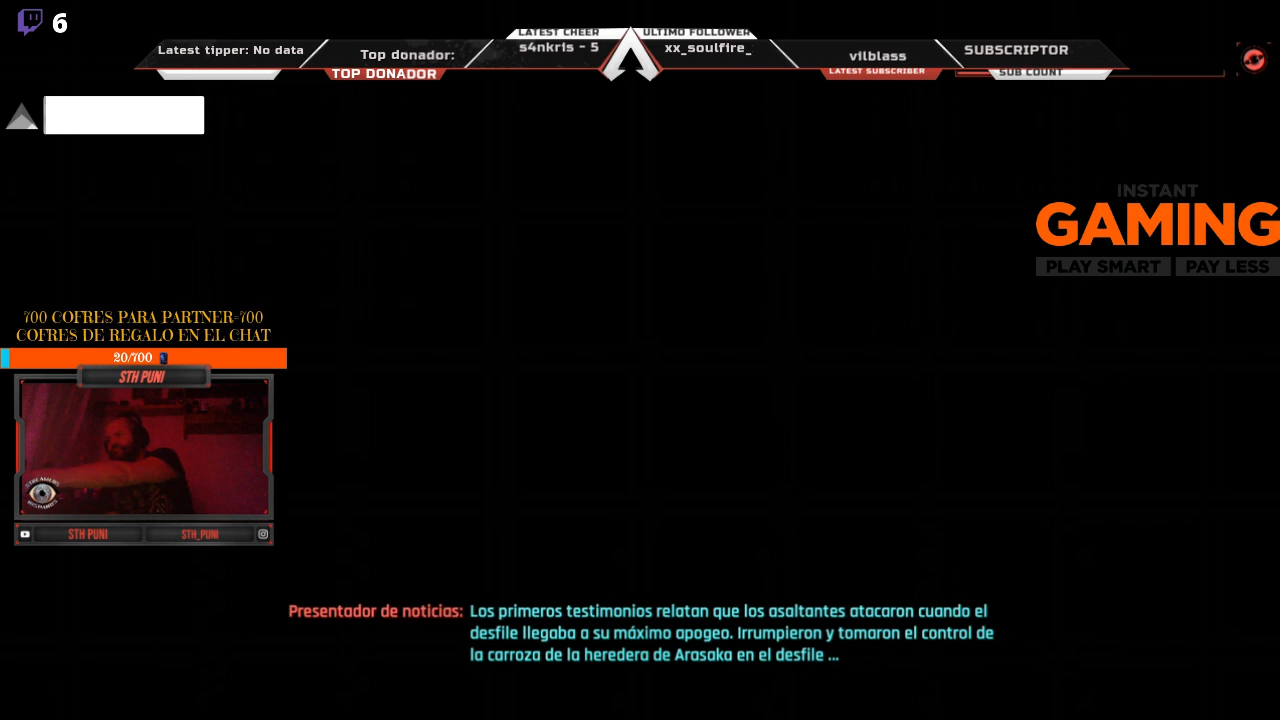 6
LATEST CHEER
ULTIMO FOLLOWER
Latest tipper: No data
Top donador:
s4nkris - 5
xx_soulfire_
vilblass
SUBSCRIPTOR
TOP DONADOR
LATEST SUBSCRIBER
SUB COUNT
INSTANT
GAMING
PLAY SMART
PAY LESS
700 COFRES PARA PARTNER=700
COFRES DE REGALO EN EL CHAT
20/700
STH PUNI
STH PUNI
STH_PUNI
Presentador de noticias: Los primeros testimonios relatan que los asaltantes atacaron cuando el
desfile llegaba a su máximo apogeo. Irrumpieron y tomaron el control de
la carroza de la heredera de Arasaka en el desfile ...